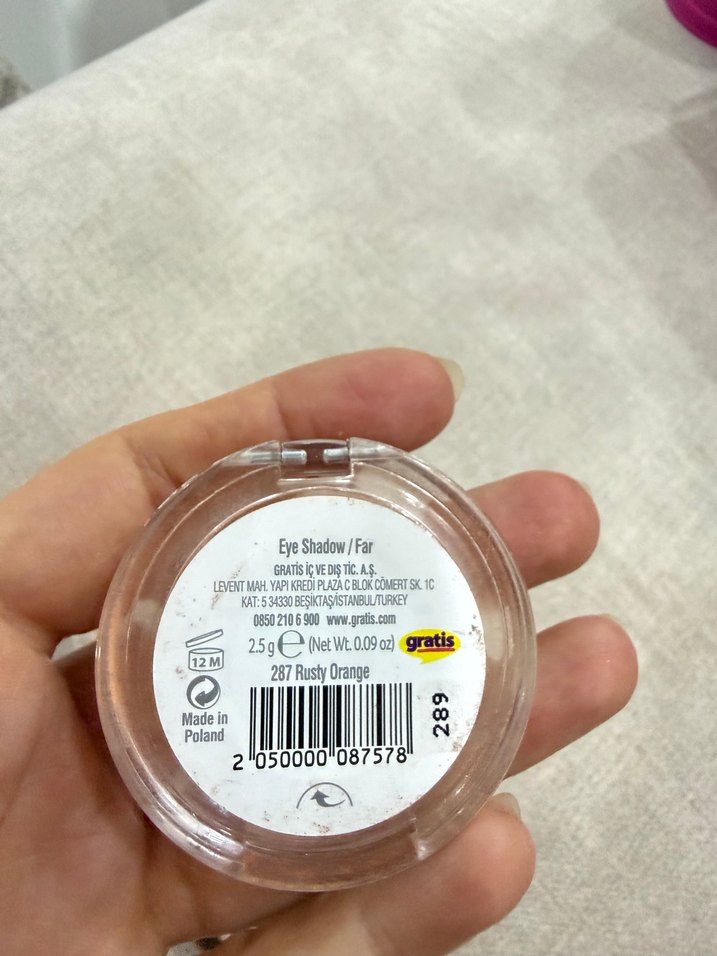 Eye Shadow / Far
GRATİS İÇ VE DIŞ TİC. A.Ş.
LEVENT MAH. YAPI KREDİ PLAZA C BLOK CÖMERT SK. 1C
KAT: 5 34330 BEŞİKTAŞ/İSTANBUL/TURKEY
0850 210 6 900 www.gratis.com
2.5 g e (Net Wt. 0.09 oz) gratis
12 M
287 Rusty Orange
Made in
Poland
289
2 050000 087578